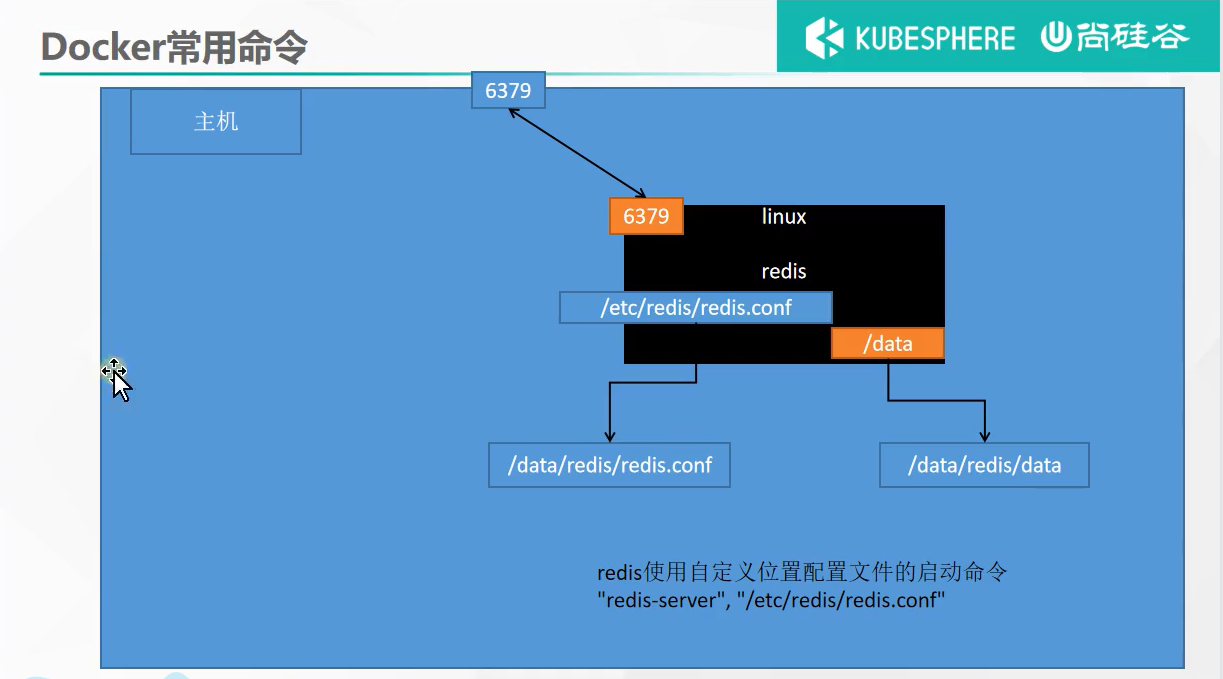 Docker常用命令
KUBESPHERE
尚硅谷
6379
主机
6379
linux
redis
/etc/redis/redis.conf
/data
/data/redis/redis.conf
/data/redis/data
redis使用自定义位置配置文件的启动命令
"redis-server", "/etc/redis/redis.conf"